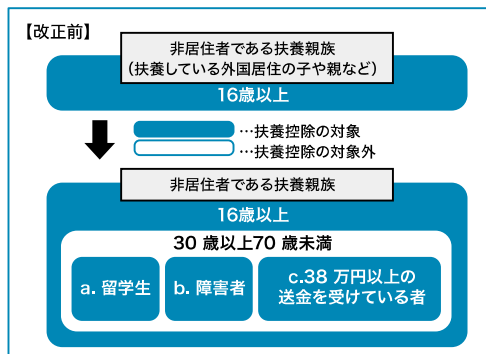 【改正前】
非居住者である扶養親族
（扶養している外国居住の子や親など）
16歳以上
…扶養控除の対象
…扶養控除の対象外
非居住者である扶養親族
16歳以上
30 歳以上70 歳未満
a. 留学生
b. 障害者
c.38 万円以上の
送金を受けている者